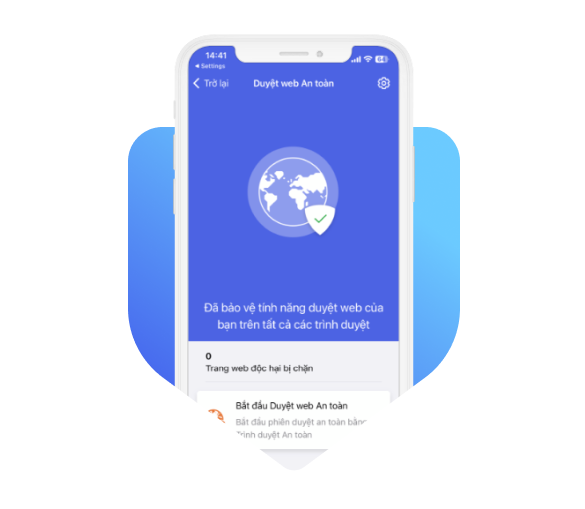 14:41
64
◂ Settings
Trở lại
Duyệt web An toàn
Đã bảo vệ tính năng duyệt web của
bạn trên tất cả các trình duyệt
0
Trang web độc hại bị chặn
Bắt đầu Duyệt web An toàn
Bắt đầu phiên duyệt an toàn bằng
Trình duyệt An toàn